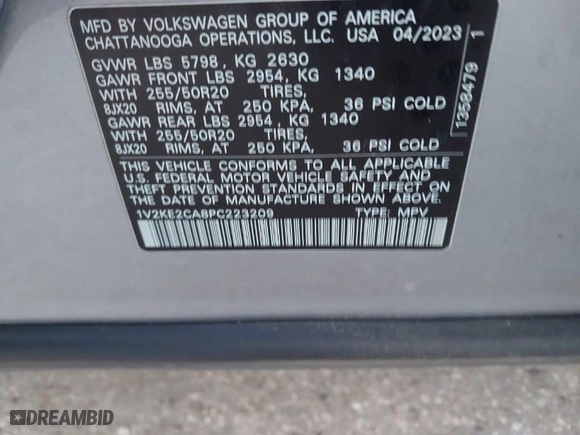 MFD BY VOLKSWAGEN GROUP OF AMERICA
CHATTANOOGA OPERATIONS, LLC. USA 04/2023
GVWR LBS 5798, KG 2630
GAWR FRONT LBS 2954, KG 1340
WITH 255/50R20 TIRES,
8JX20 RIMS, AT 250 KPA, 36 PSI COLD
GAWR REAR LBS 2954, KG 1340
WITH 255/50R20 TIRES,
8JX20 RIMS, AT 250 KPA, 36 PSI COLD
THIS VEHICLE CONFORMS TO ALL APPLICABLE
U.S. FEDERAL MOTOR VEHICLE SAFETY AND
THEFT PREVENTION STANDARDS IN EFFECT ON
THE DATE OF MANUFACTURE SHOWN ABOVE.
1V2KE2CA8PC223209 TYPE: MPV
1350479 1
DREAMBID